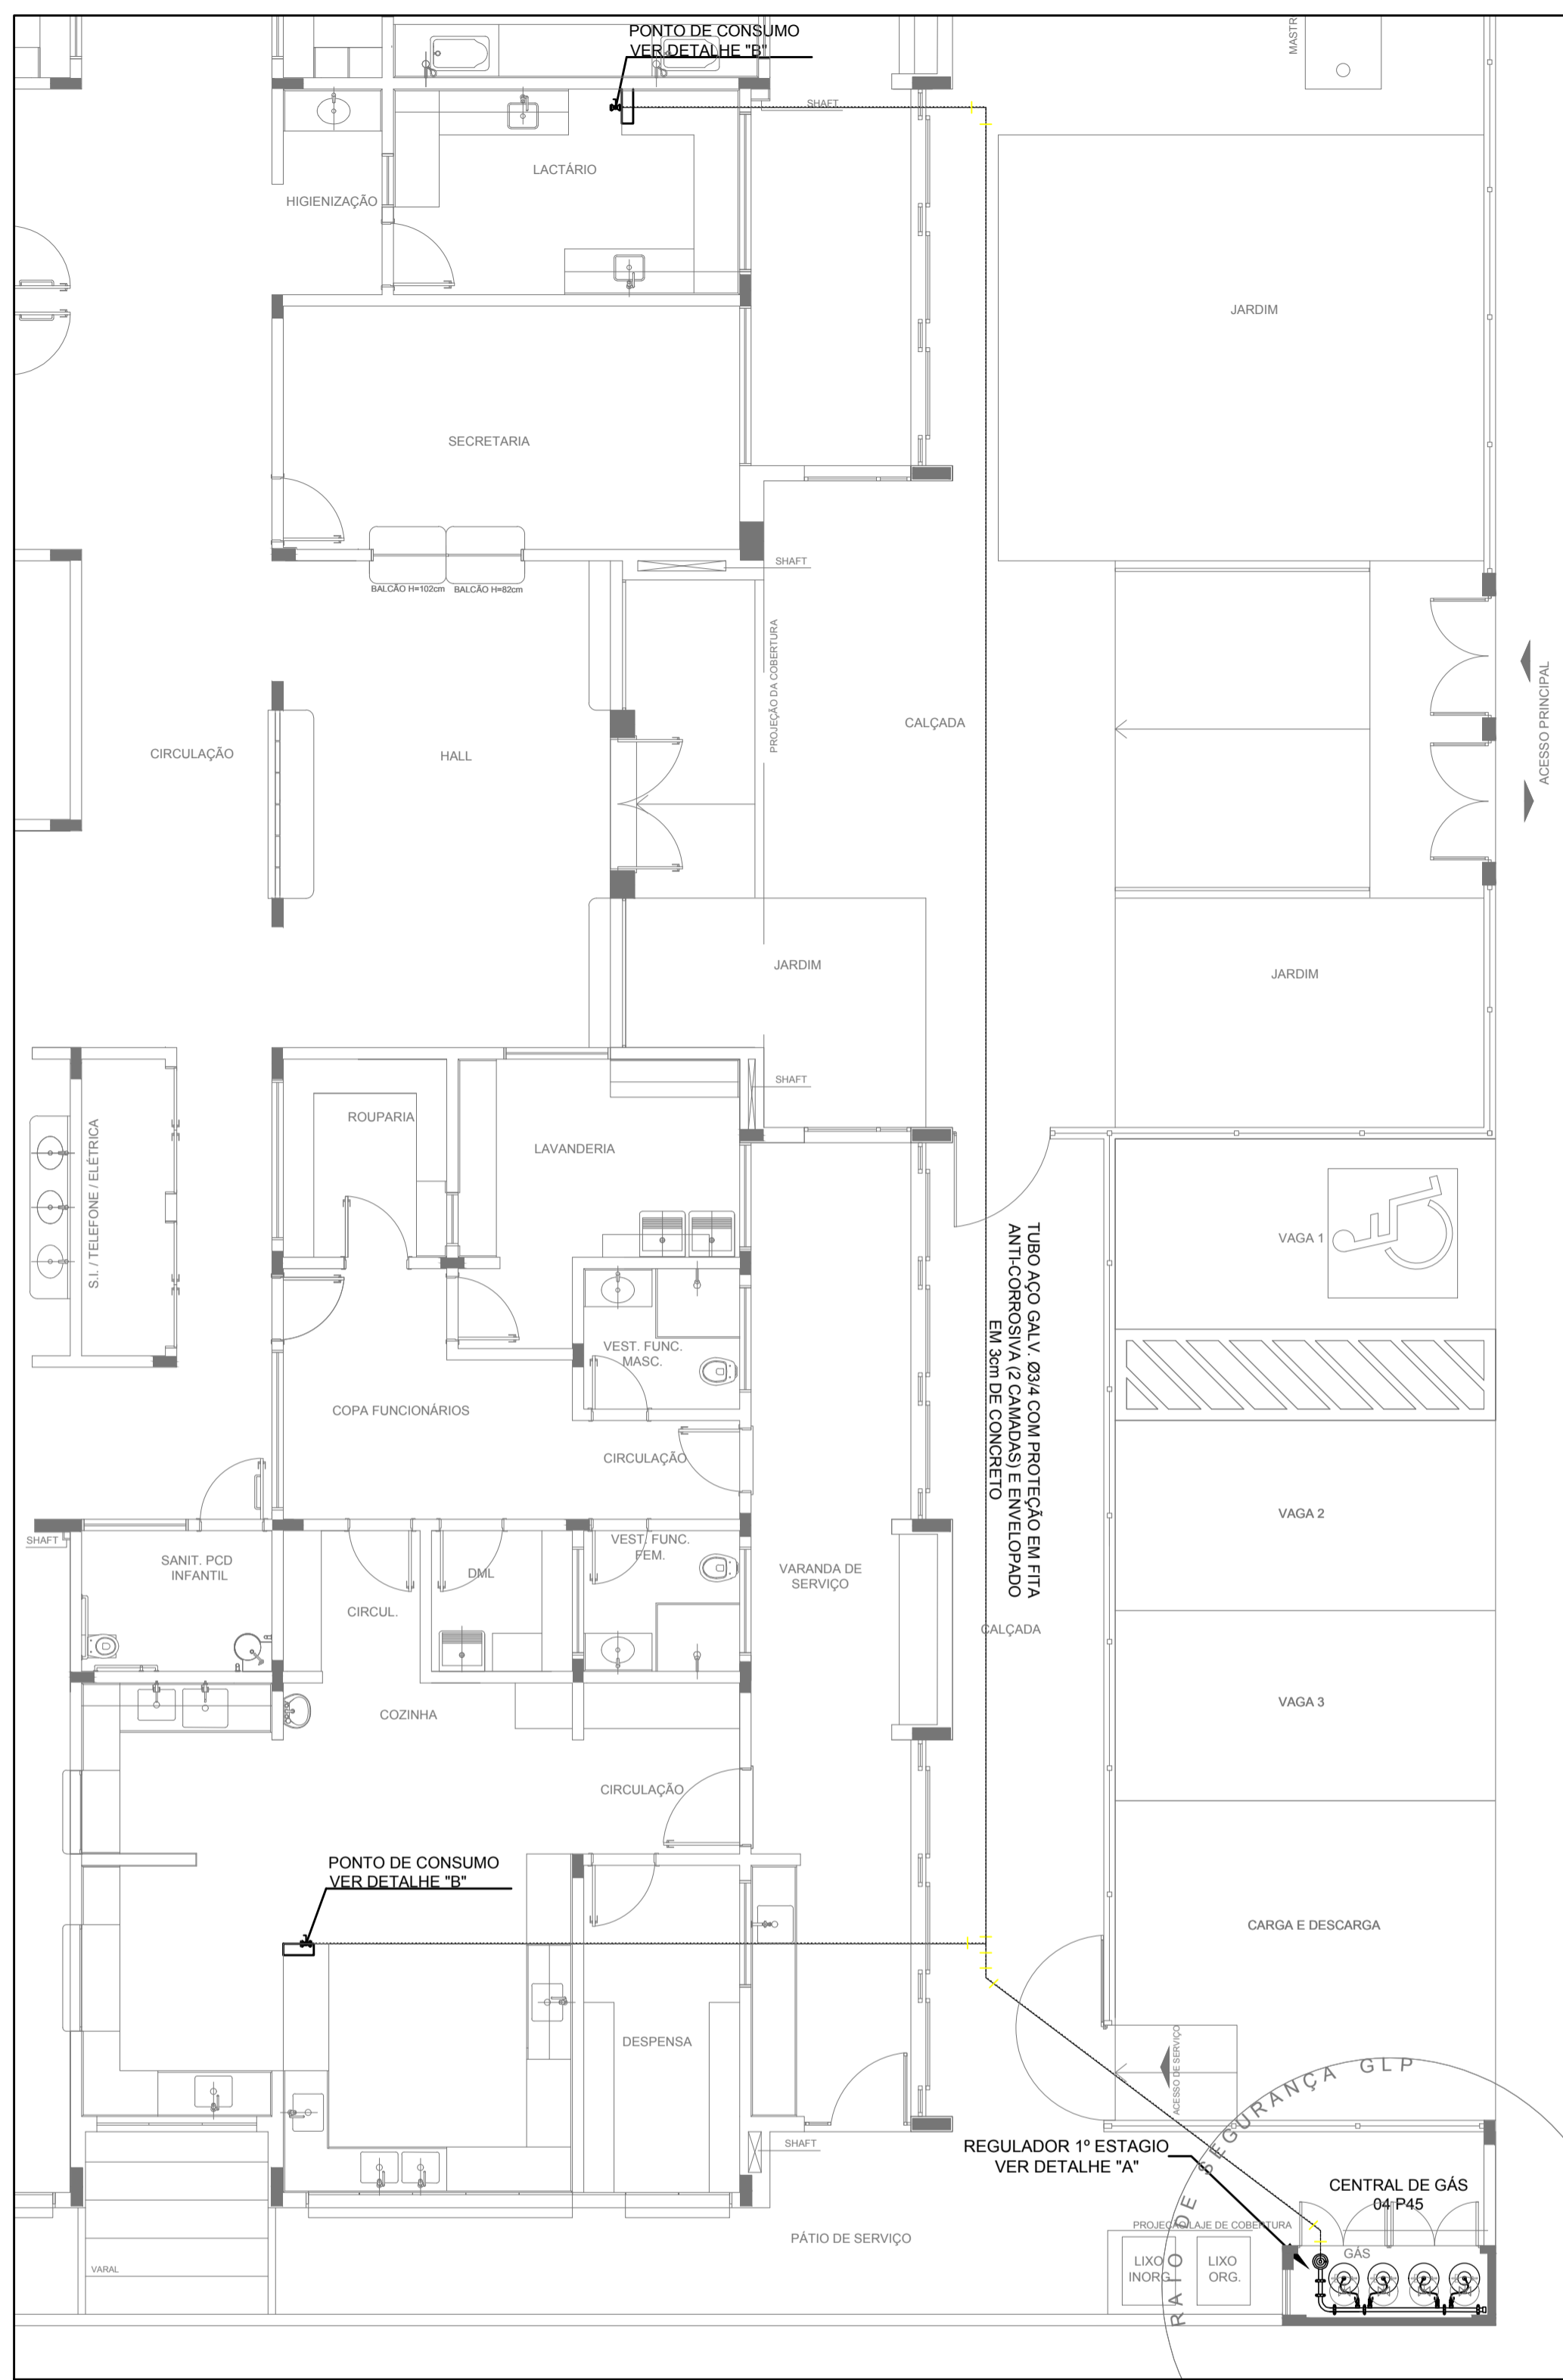 PONTO DE CONSUMO
VER DETALHE "B"
MASTR
SHAFT
LACTÁRIO
HIGIENIZAÇÃO
JARDIM
SECRETARIA
SHAFT
BALCÃO H=102cm
BALCÃO H=82cm
PROJEÇÃO DA COBERTURA
CALÇADA
ACESSO PRINCIPAL
CIRCULAÇÃO
HALL
JARDIM
JARDIM
SHAFT
ROUPARIA
LAVANDERIA
S.I. / TELEFONE / ELÉTRICA
VAGA 1
TUBO AÇO GALV. Ø3/4 COM PROTEÇÃO EM FITA
ANTI-CORROSIVA (2 CAMADAS) E ENVELOPADO
EM 3cm DE CONCRETO
VEST. FUNC.
MASC.
COPA FUNCIONÁRIOS
CIRCULAÇÃO
VAGA 2
SHAFT
SANIT. PCD
INFANTIL
VEST. FUNC.
FEM.
DML
VARANDA DE
SERVIÇO
CIRCUL.
CALÇADA
COZINHA
VAGA 3
CIRCULAÇÃO
PONTO DE CONSUMO
VER DETALHE "B"
CARGA E DESCARGA
DESPENSA
ACESSO DE SERVIÇO
RAIO DE SEGURANÇA GLP
SHAFT
REGULADOR 1º ESTAGIO
VER DETALHE "A"
CENTRAL DE GÁS
04 P45
PROJEÇÃO LAJE DE COBERTURA
PÁTIO DE SERVIÇO
GÁS
LIXO
INORG.
LIXO
ORG.
VARAL